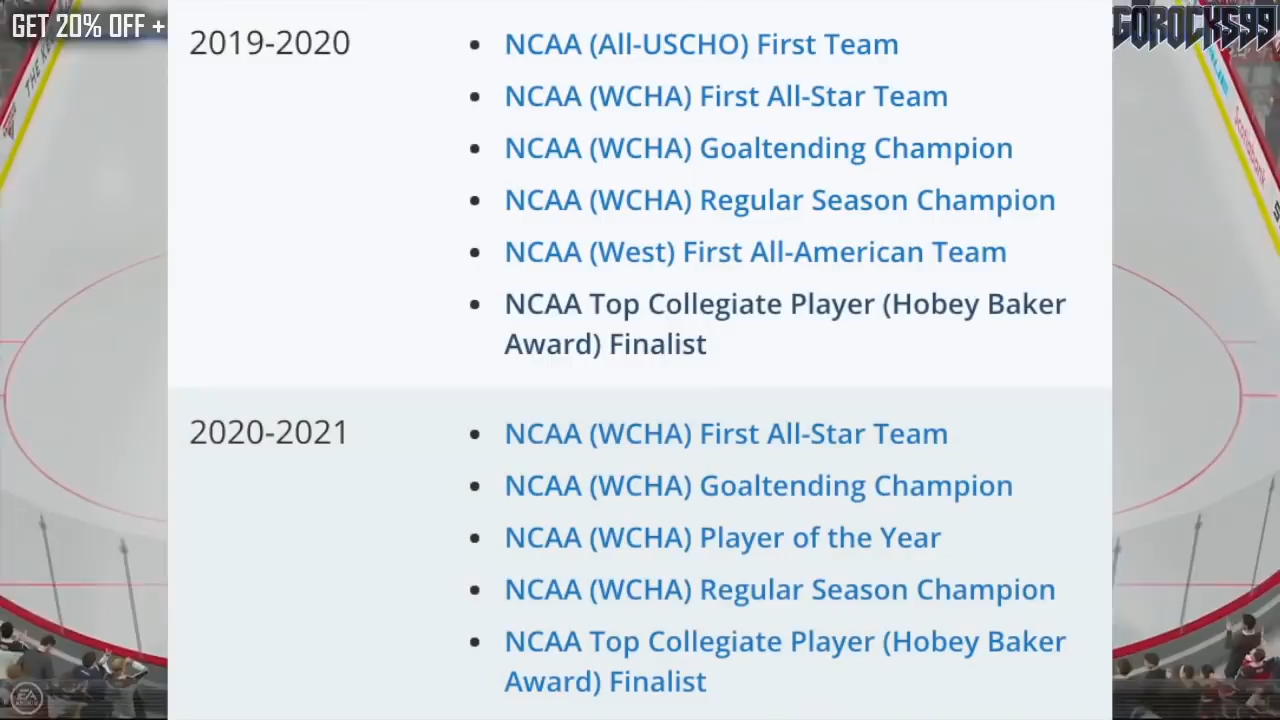 GET 20% OFF +
GOROCKS99
2019-2020
• NCAA (All-USCHO) First Team
• NCAA (WCHA) First All-Star Team
• NCAA (WCHA) Goaltending Champion
• NCAA (WCHA) Regular Season Champion
• NCAA (West) First All-American Team
• NCAA Top Collegiate Player (Hobey Baker
Award) Finalist
2020-2021
• NCAA (WCHA) First All-Star Team
• NCAA (WCHA) Goaltending Champion
• NCAA (WCHA) Player of the Year
• NCAA (WCHA) Regular Season Champion
• NCAA Top Collegiate Player (Hobey Baker
Award) Finalist
EA